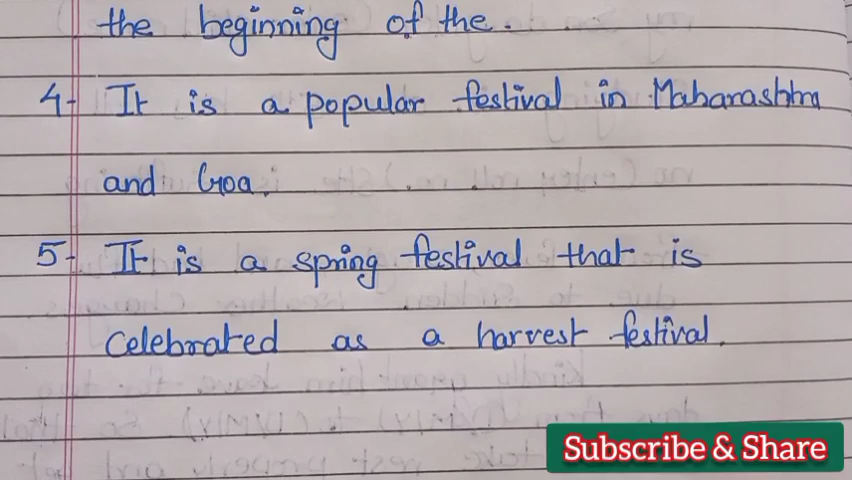 the beginning of the.
4- It is a popular festival in Maharashtra
and Goa.
5- It is a spring festival that is
celebrated as a harvest festival.
Subscribe & Share